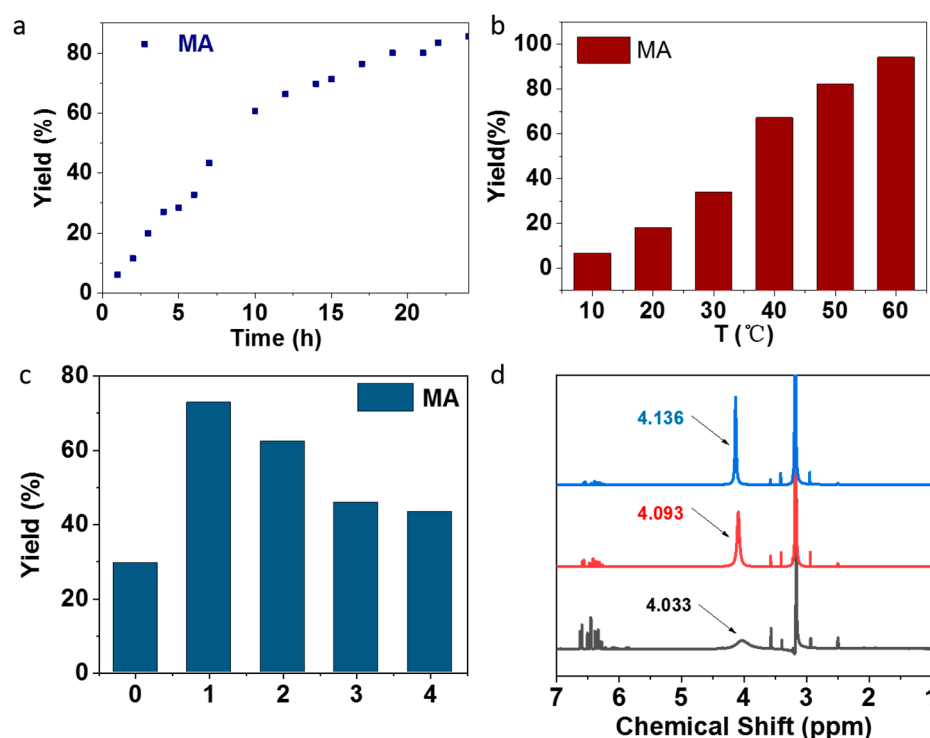 a
MA
80
60
40
20
0
0 5 10 15 20
Yield (%)
Time (h)
b
MA
100
80
60
40
20
0
10 20 30 40 50 60
Yield(%)
T (℃)
c
MA
80
60
40
20
0
0 1 2 3 4
Yield (%)
d
4.136
4.093
4.033
7 6 5 4 3 2 1
Chemical Shift (ppm)